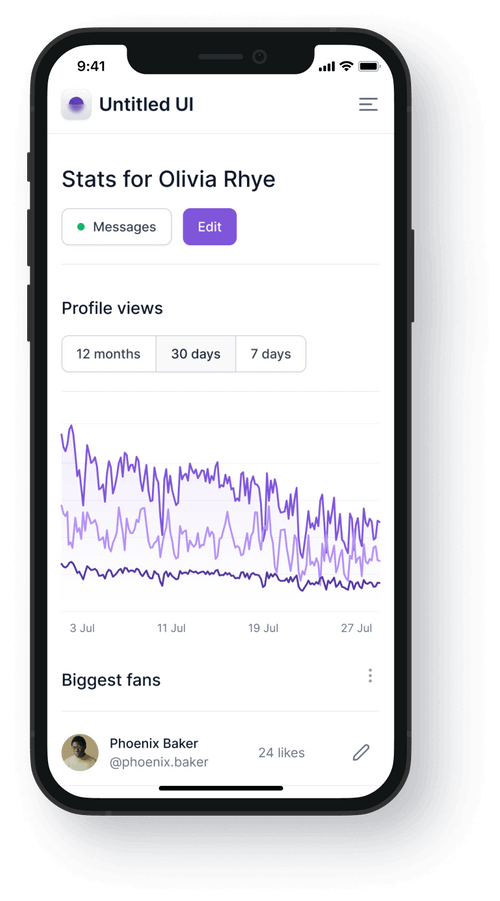 9:41
Untitled UI
Stats for Olivia Rhye
Messages
Edit
Profile views
12 months 30 days 7 days
3 Jul 11 Jul 19 Jul 27 Jul
Biggest fans
Phoenix Baker
24 likes
@phoenix.baker